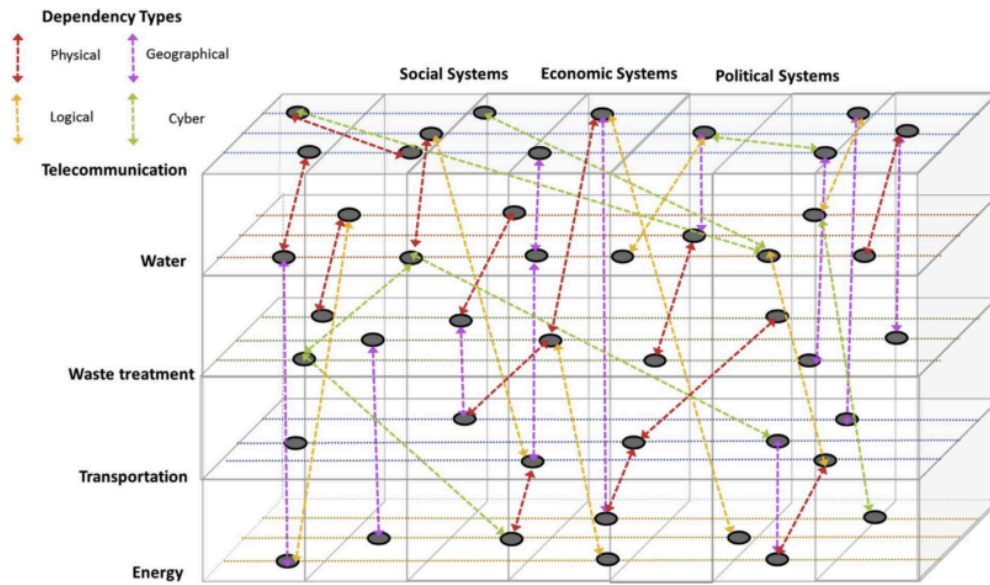 Dependency Types
Physical
Geographical
Logical
Cyber
Social Systems
Economic Systems
Political Systems
Telecommunication
Water
Waste treatment
Transportation
Energy